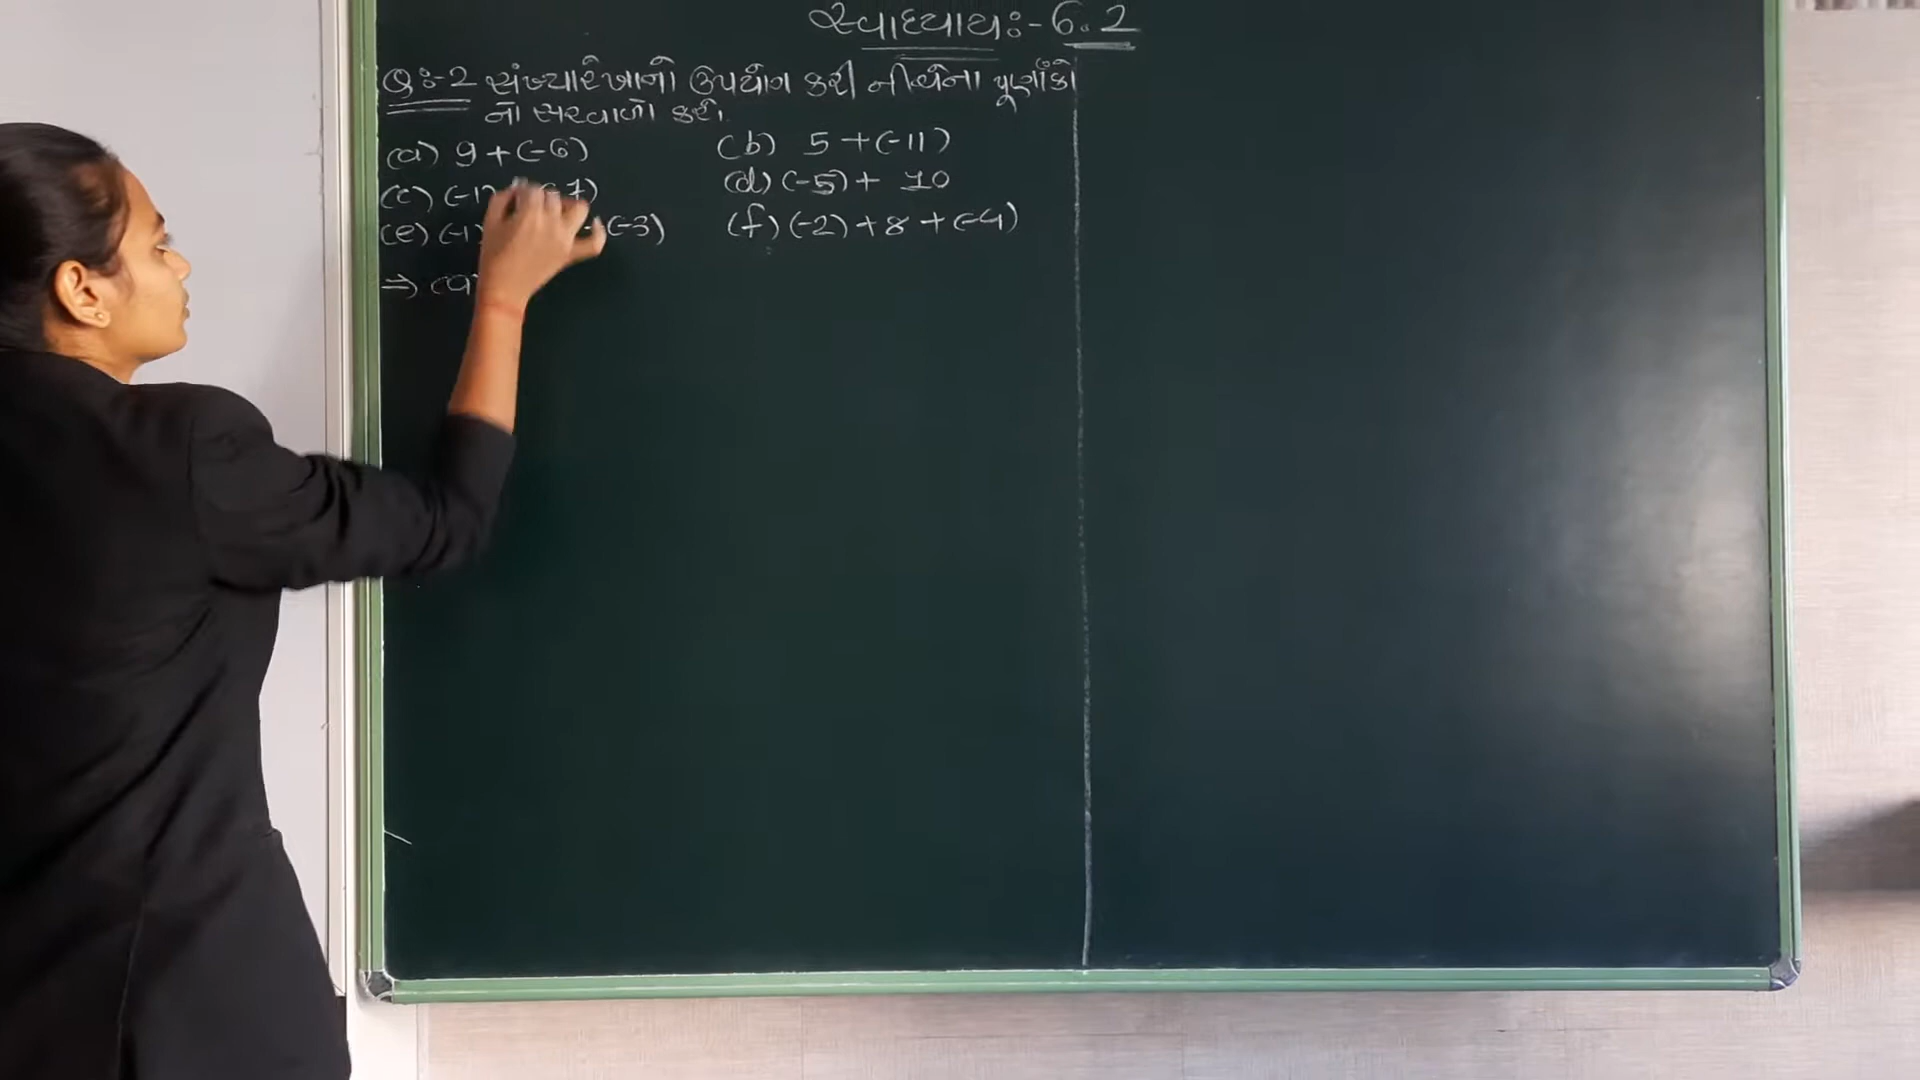 સ્વાધ્યાયઃ- 6.2
Q:-2 સંખ્યારેખાનો ઉપયોગ કરી નીચેના પૂર્ણાંકો
નો સરવાળો કરો.
(a) 9+(-6) (b) 5+(-11)
(c) (-1 -7) (d) (-5)+ 10
(e) (-1) +(-3) (f) (-2)+8+(-4)
⇒ (a)